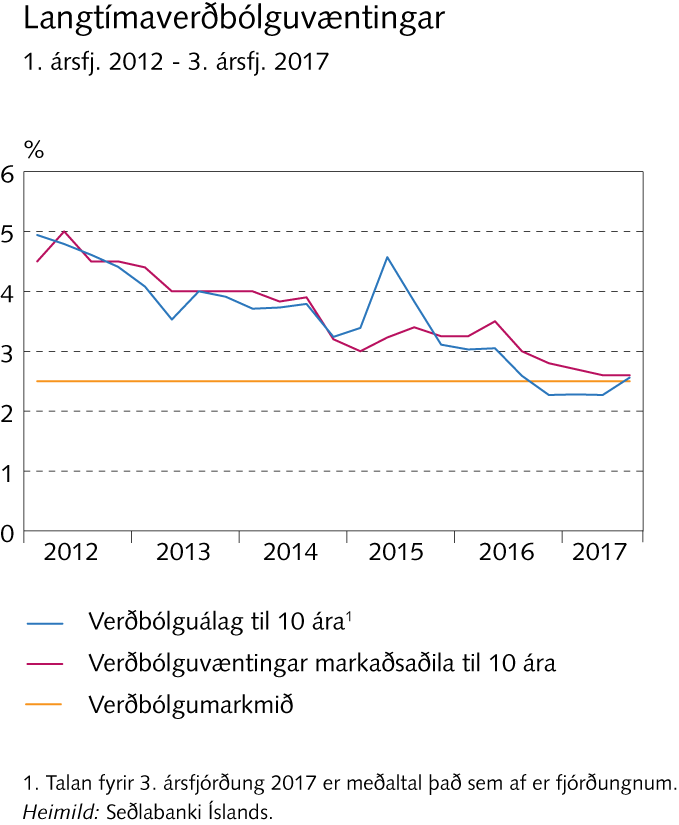 Langtímaverðbólguvæntingar
1. ársfj. 2012 - 3. ársfj. 2017
%
6
5
4
3
2
1
0
2012 2013 2014 2015 2016 2017
Verðbólguálag til 10 ára¹
Verðbólguvæntingar markaðsaðila til 10 ára
Verðbólgumarkmið
1. Talan fyrir 3. ársfjórðung 2017 er meðaltal það sem af er fjórðungnum.
Heimild: Seðlabanki Íslands.